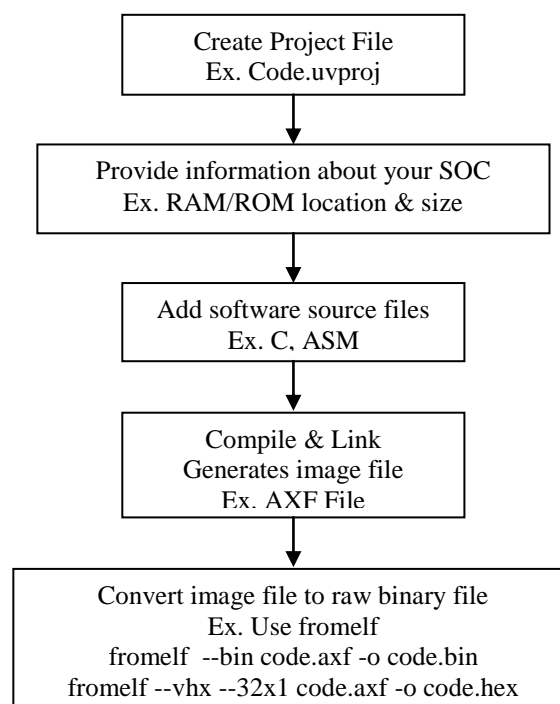 Create Project File
Ex. Code.uvproj
Provide information about your SOC
Ex. RAM/ROM location & size
Add software source files
Ex. C, ASM
Compile & Link
Generates image file
Ex. AXF File
Convert image file to raw binary file
Ex. Use fromelf
fromelf --bin code.axf -o code.bin
fromelf --vhx --32x1 code.axf -o code.hex